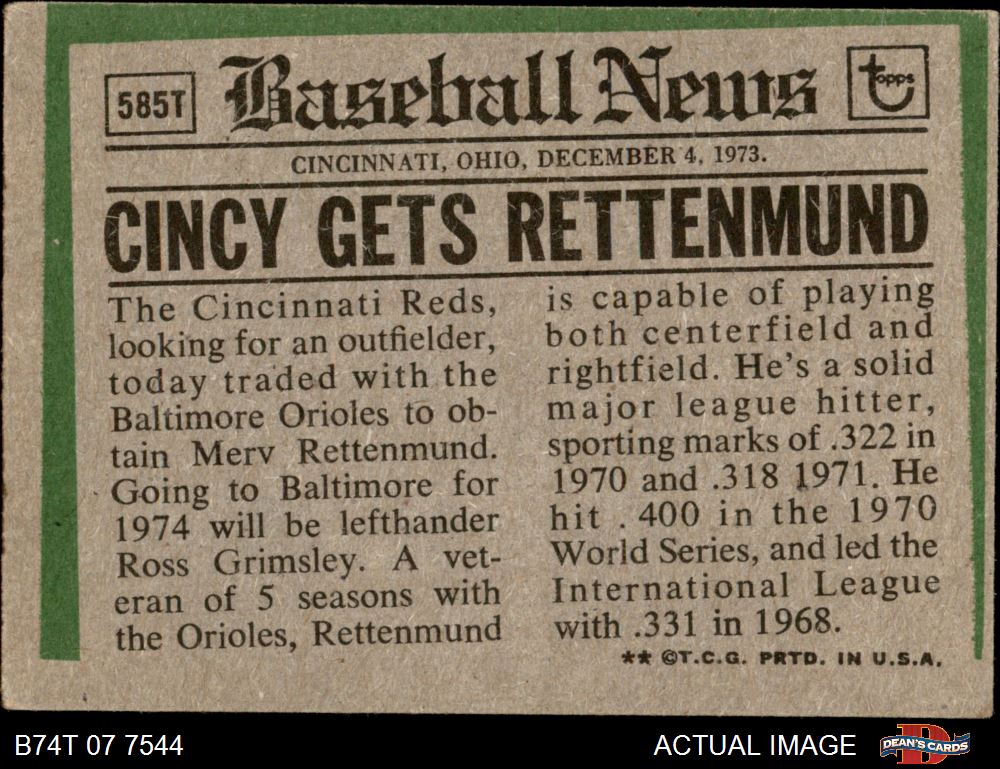 585T
Baseball News
topps
CINCINNATI, OHIO, DECEMBER 4, 1973.
CINCY GETS RETTENMUND
The Cincinnati Reds,
looking for an outfielder,
today traded with the
Baltimore Orioles to ob-
tain Merv Rettenmund.
Going to Baltimore for
1974 will be lefthander
Ross Grimsley. A vet-
eran of 5 seasons with
the Orioles, Rettenmund
is capable of playing
both centerfield and
rightfield. He's a solid
major league hitter,
sporting marks of .322 in
1970 and .318 1971. He
hit .400 in the 1970
World Series, and led the
International League
with .331 in 1968.
** ©T.C.G. PRTD. IN U.S.A.
B74T 07 7544
ACTUAL IMAGE
D
DEAN'S CARDS